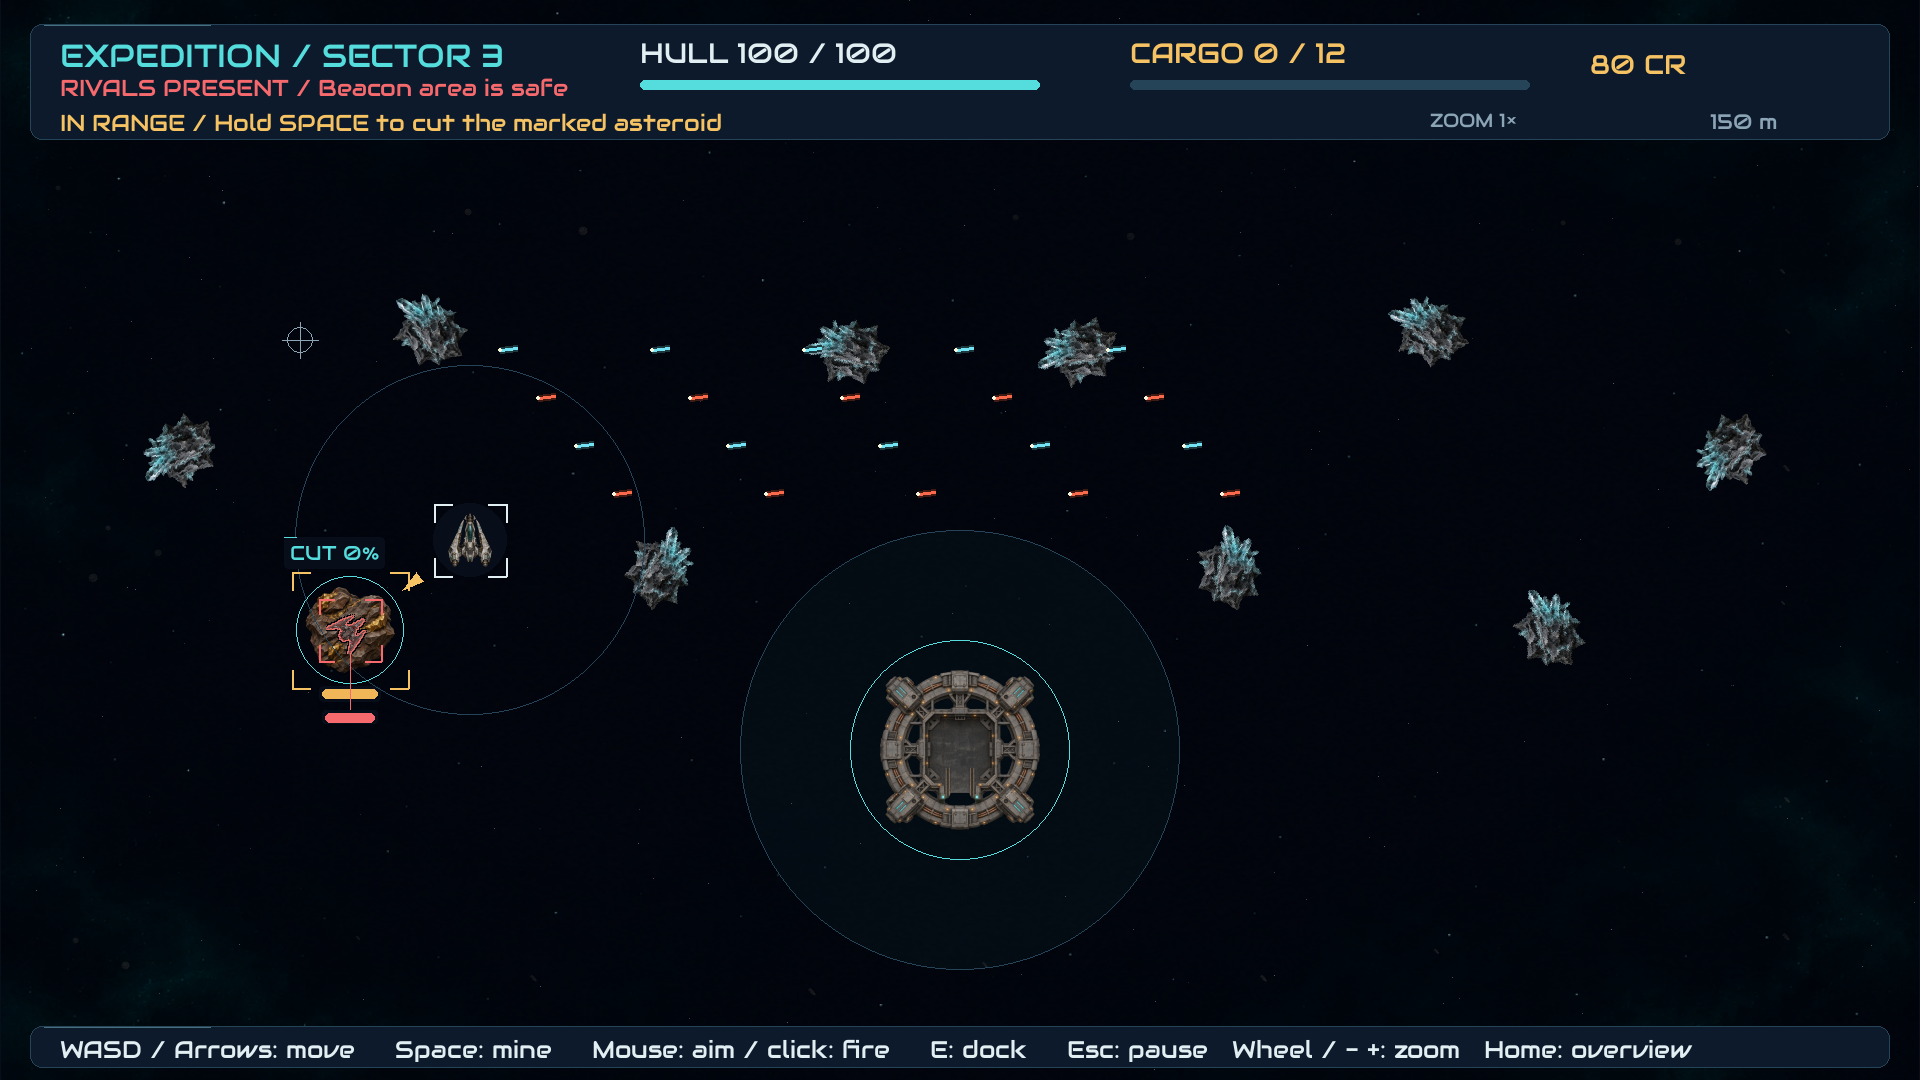 EXPEDITION / SECTOR 3
RIVALS PRESENT / Beacon area is safe
IN RANGE / Hold SPACE to cut the marked asteroid
HULL 100 / 100
CARGO 0 / 12
80 CR
ZOOM 1×
150 m
CUT 0%
WASD / Arrows: move Space: mine Mouse: aim / click: fire E: dock Esc: pause Wheel / - +: zoom Home: overview